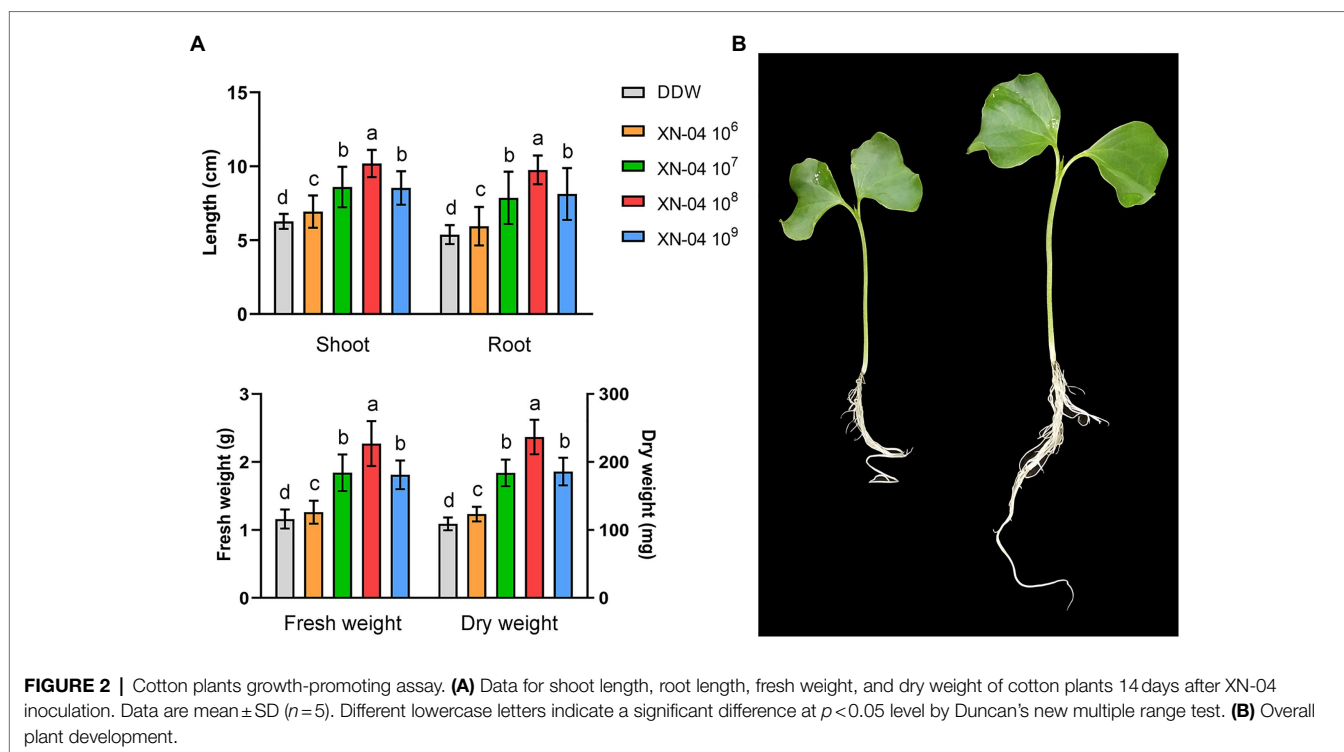 A
B
15
10
5
0
Length (cm)
d
c
b
a
b
d
c
b
a
b
Shoot
Root
DDW
XN-04 10⁶
XN-04 10⁷
XN-04 10⁸
XN-04 10⁹
3
2
1
0
Fresh weight (g)
d
c
b
a
b
d
c
b
a
b
300
200
100
0
Dry weight (mg)
Fresh weight
Dry weight
FIGURE 2 | Cotton plants growth-promoting assay. (A) Data for shoot length, root length, fresh weight, and dry weight of cotton plants 14 days after XN-04
inoculation. Data are mean ± SD (n = 5). Different lowercase letters indicate a significant difference at p < 0.05 level by Duncan's new multiple range test. (B) Overall
plant development.